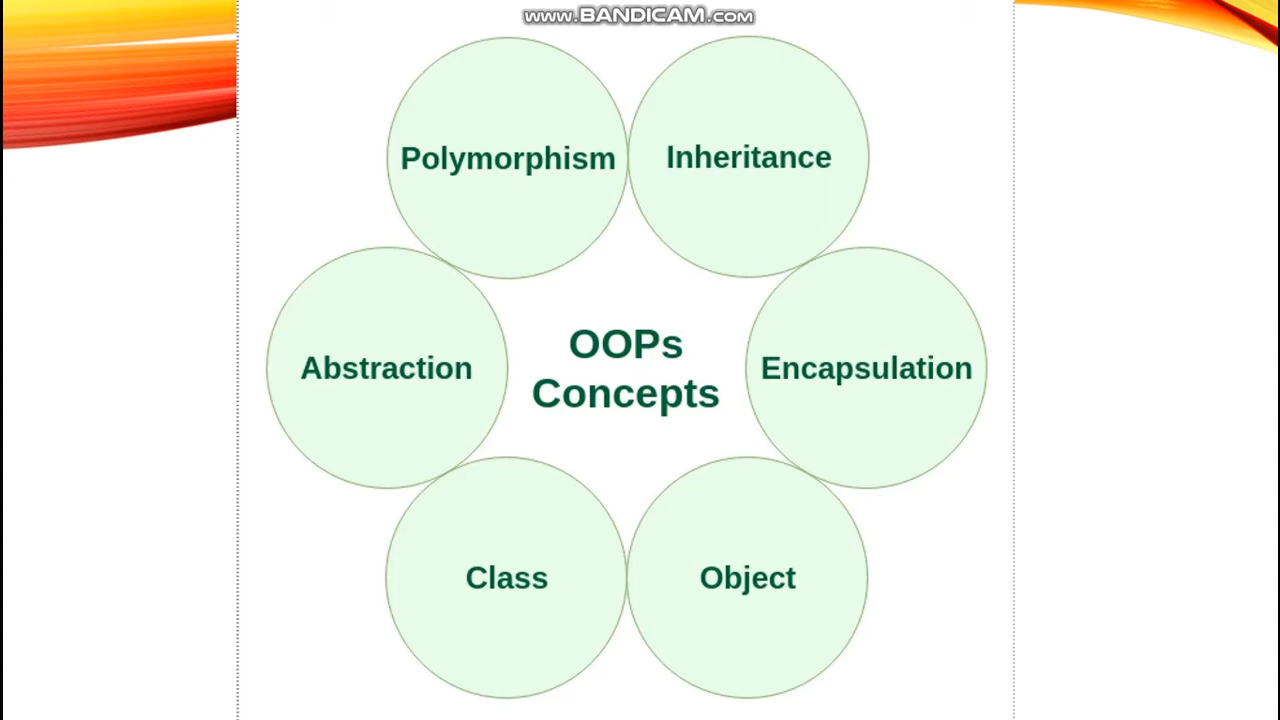 www.BANDICAM.com
Polymorphism
Inheritance
Abstraction
OOPs
Concepts
Encapsulation
Class
Object